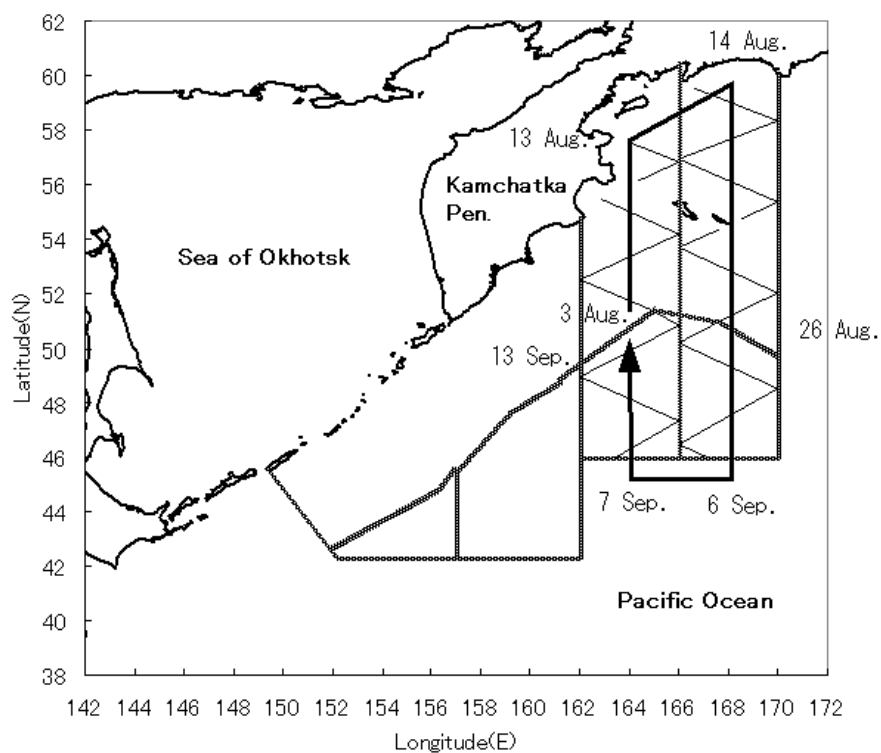 62
60
58
56
54
52
50
48
46
44
42
40
38
Latitude(N)
14 Aug.
13 Aug.
Kamchatka
Pen.
Sea of Okhotsk
3 Aug.
26 Aug.
13 Sep.
7 Sep.
6 Sep.
Pacific Ocean
142 144 146 148 150 152 154 156 158 160 162 164 166 168 170 172
Longitude(E)